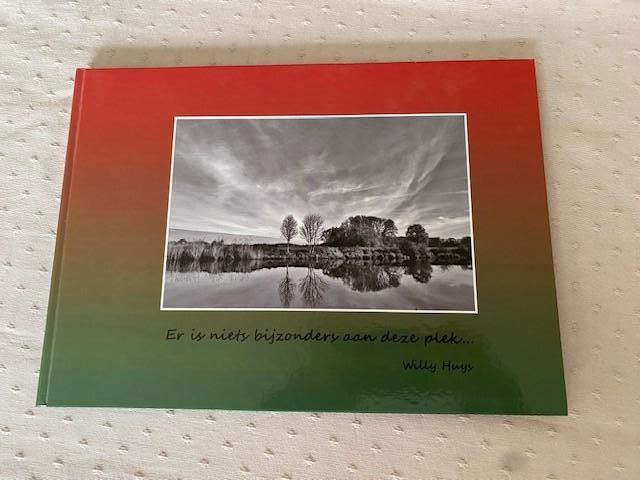 Er is niets bijzonders aan deze plek...
Willy Huys